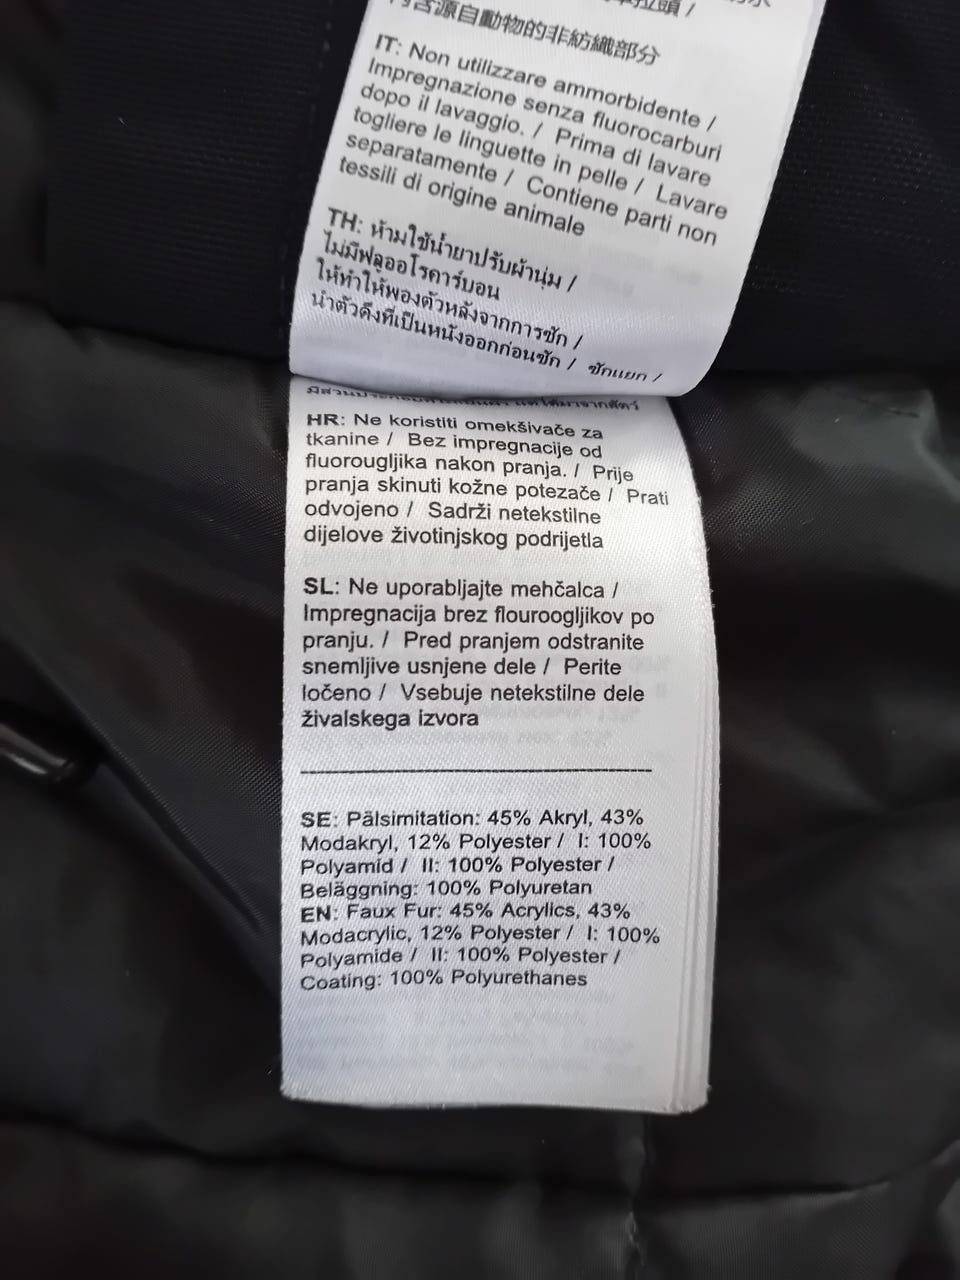 內含源自動物的非紡織部分
IT: Non utilizzare ammorbidente /
Impregnazione senza fluorocarburi
dopo il lavaggio. / Prima di lavare
togliere le linguette in pelle / Lavare
separatamente / Contiene parti non
tessili di origine animale
TH: ห้ามใช้น้ำยาปรับผ้านุ่ม /
ไม่มีฟลูออโรคาร์บอน
ให้ทำให้พองตัวหลังจากการซัก /
นำตัวดึงที่เป็นหนังออกก่อนซัก / ซักแยก /
HR: Ne koristiti omekšivače za
tkanine / Bez impregnacije od
fluorougljika nakon pranja. / Prije
pranja skinuti kožne potezače / Prati
odvojeno / Sadrži netekstilne
dijelove životinjskog podrijetla
SL: Ne uporabljajte mehčalca /
Impregnacija brez flouroogljikov po
pranju. / Pred pranjem odstranite
snemljive usnjene dele / Perite
ločeno / Vsebuje netekstilne dele
živalskega izvora
SE: Pälsimitation: 45% Akryl, 43%
Modakryl, 12% Polyester / I: 100%
Polyamid / II: 100% Polyester /
Beläggning: 100% Polyuretan
EN: Faux Fur: 45% Acrylics, 43%
Modacrylic, 12% Polyester / I: 100%
Polyamide / II: 100% Polyester /
Coating: 100% Polyurethanes